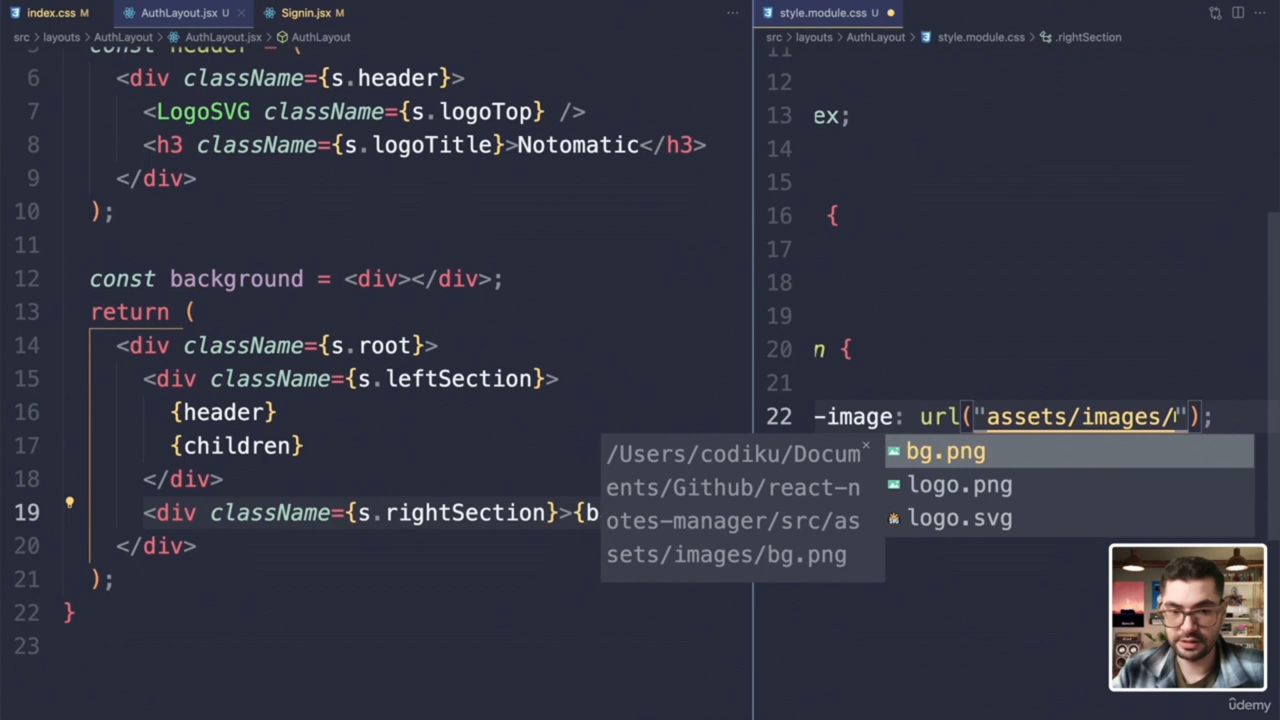 index.css M
AuthLayout.jsx U ×
Signin.jsx M
...
style.module.css U ●
...
src > layouts > AuthLayout > AuthLayout.jsx > AuthLayout
src > layouts > AuthLayout > style.module.css > .rightSection
5 const header = (
6 <div className={s.header}>
7 <LogoSVG className={s.logoTop} />
8 <h3 className={s.logoTitle}>Notomatic</h3>
9 </div>
10 );
11
12 const background = <div></div>;
13 return (
14 <div className={s.root}>
15 <div className={s.leftSection}>
16 {header}
17 {children}
18 </div>
19 <div className={s.rightSection}>{b
20 </div>
21 );
22 }
23
11
12
13 ex;
14
15
16 {
17
18
19
20 n {
21
22 -image: url("assets/images/");
/Users/codiku/Docum
ents/Github/react-n
otes-manager/src/as
sets/images/bg.png
×
bg.png
logo.png
logo.svg
ûdemy